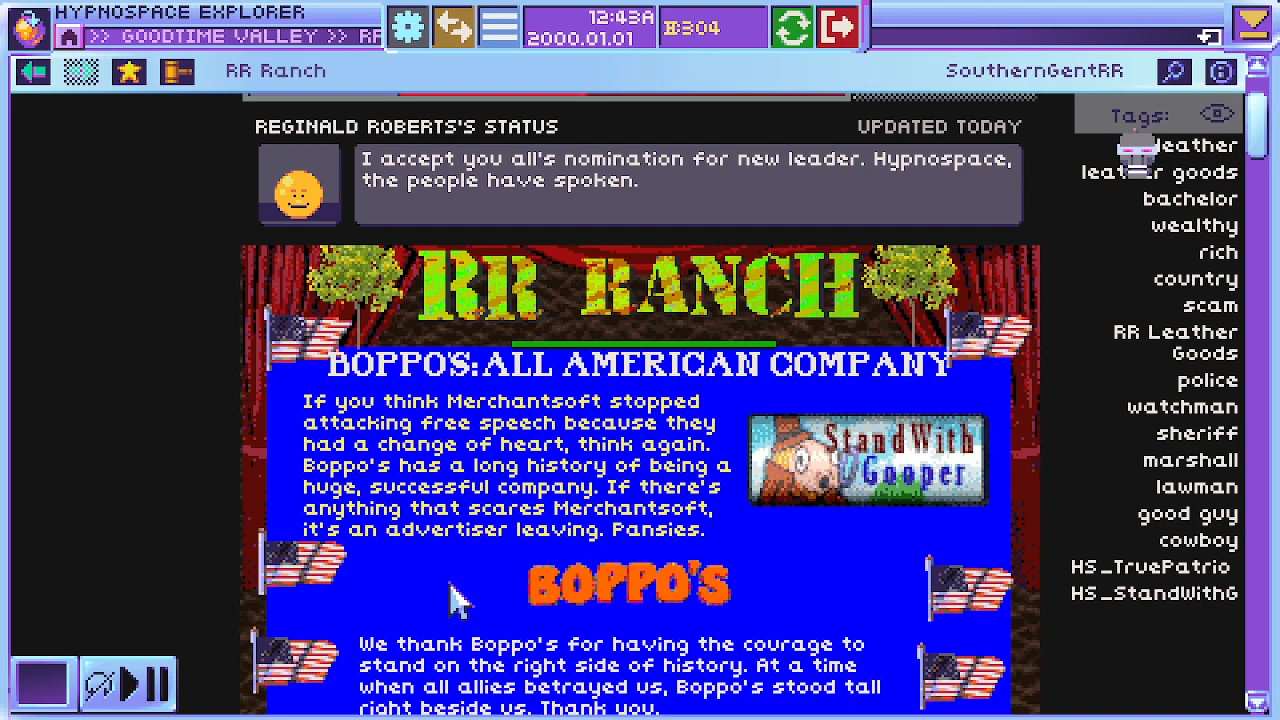 HYPNOSPACE EXPLORER
>> GOODTIME VALLEY >> RR
12:43A
2000.01.01
304
RR Ranch
SouthernGentRR
REGINALD ROBERTS'S STATUS
UPDATED TODAY
I accept you all's nomination for new leader. Hypnospace,
the people have spoken.
RR RANCH
BOPPO'S:ALL AMERICAN COMPANY
If you think Merchantsoft stopped
attacking free speech because they
had a change of heart, think again.
Boppo's has a long history of being a
huge, successful company. If there's
anything that scares Merchantsoft,
it's an advertiser leaving. Pansies.
StandWith
Gooper
BOPPO'S
We thank Boppo's for having the courage to
stand on the right side of history. At a time
when all allies betrayed us, Boppo's stood tall
right beside us. Thank you.
Tags:
leather
leather goods
bachelor
wealthy
rich
country
scam
RR Leather
Goods
police
watchman
sheriff
marshall
lawman
good guy
cowboy
HS_TruePatrio
HS_StandWithG